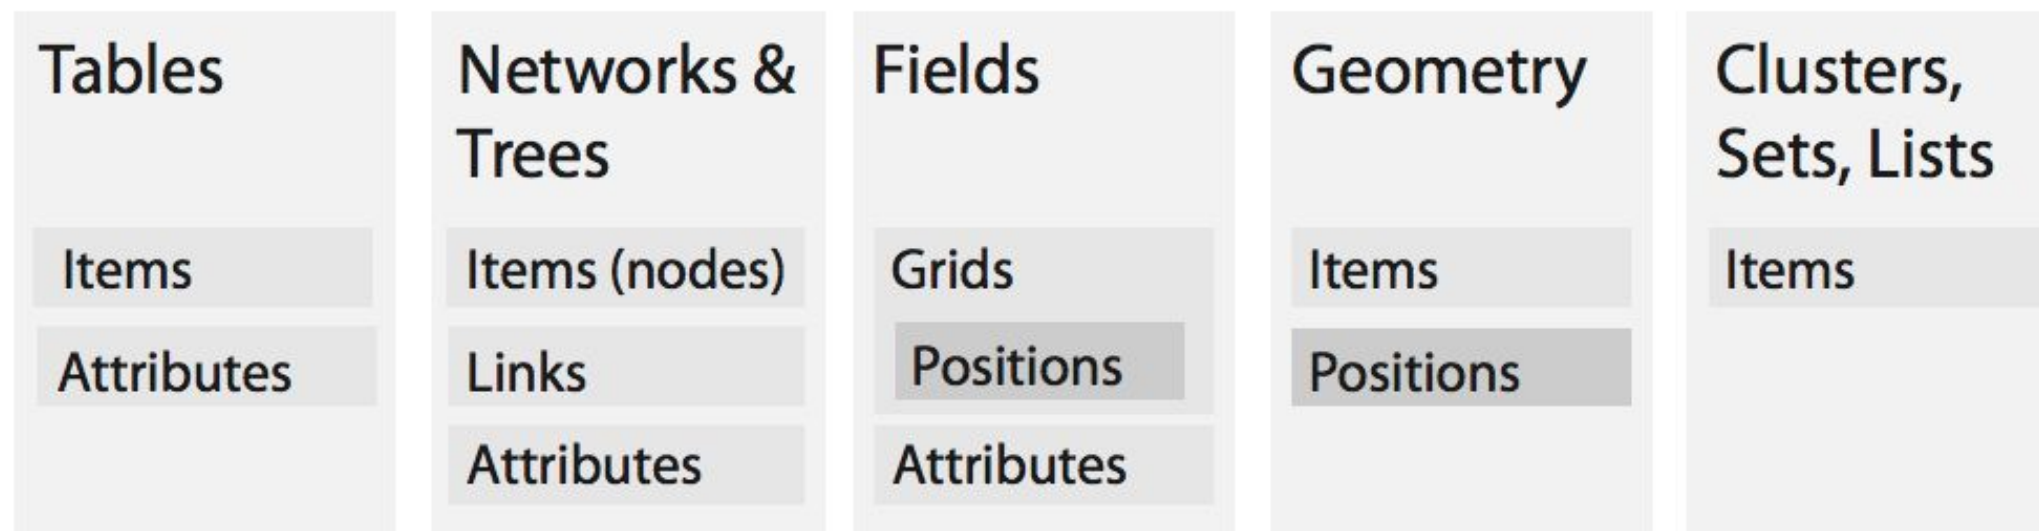 Tables
Items
Attributes
Networks &
Trees
Items (nodes)
Links
Attributes
Fields
Grids
Positions
Attributes
Geometry
Items
Positions
Clusters,
Sets, Lists
Items